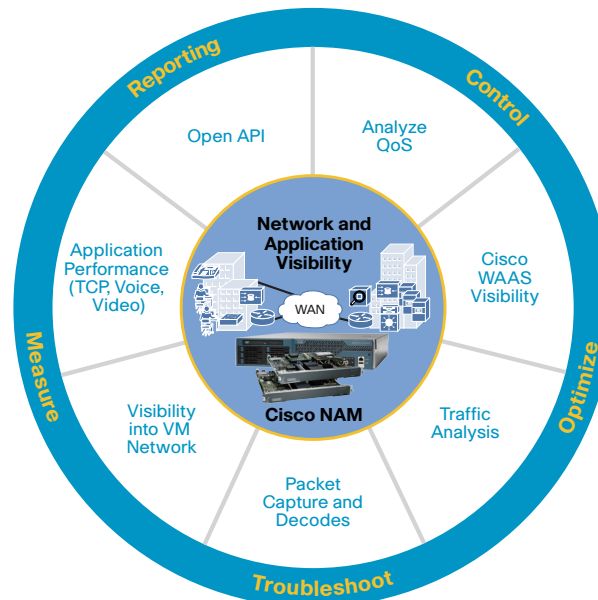 Reporting
Control
Open API
Analyze
QoS
Network and
Application
Visibility
Application
Performance
(TCP, Voice,
Video)
Cisco
WAAS
Visibility
WAN
Measure
Optimize
Cisco NAM
Visibility
into VM
Network
Traffic
Analysis
Packet
Capture and
Decodes
Troubleshoot